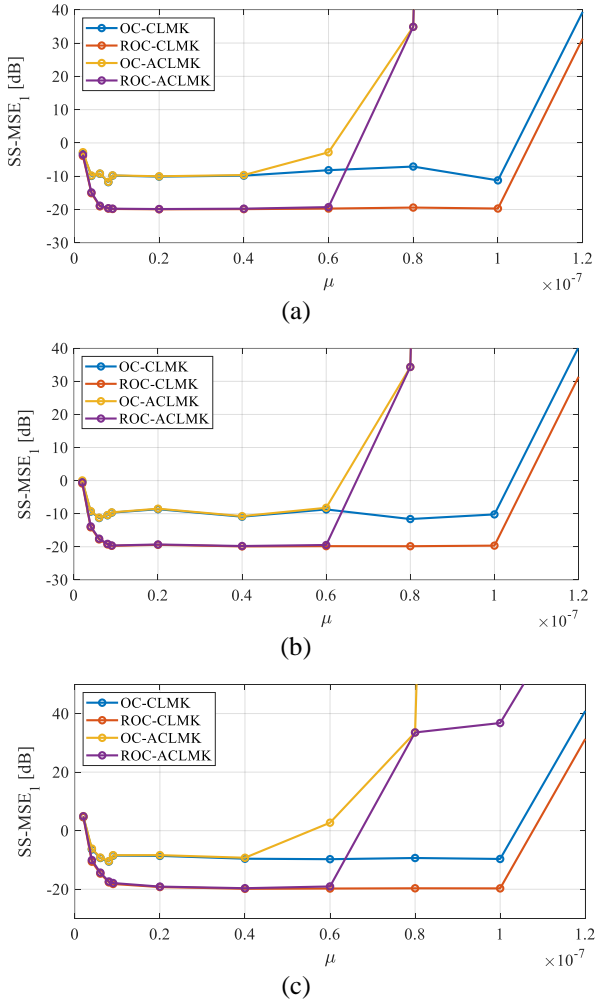 40
30
20
10
0
-10
-20
-30
SS-MSE1 [dB]
OC-CLMK
ROC-CLMK
OC-ACLMK
ROC-ACLMK
0 0.2 0.4 0.6 0.8 1 1.2
μ
×10-7
(a)
40
30
20
10
0
-10
-20
-30
SS-MSE1 [dB]
OC-CLMK
ROC-CLMK
OC-ACLMK
ROC-ACLMK
0 0.2 0.4 0.6 0.8 1 1.2
μ
×10-7
(b)
40
20
0
-20
SS-MSE1 [dB]
OC-CLMK
ROC-CLMK
OC-ACLMK
ROC-ACLMK
0 0.2 0.4 0.6 0.8 1 1.2
μ
×10-7
(c)